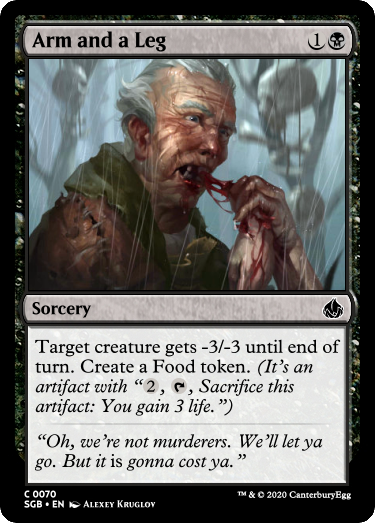 Arm and a Leg 1
Sorcery
Target creature gets -3/-3 until end of
turn. Create a Food token. (It's an
artifact with “2, , Sacrifice this
artifact: You gain 3 life.”)
“Oh, we're not murderers. We'll let ya
go. But it is gonna cost ya.”
C 0070
SGB • EN Alexey Kruglov
™ & © 2020 CanterburyEgg